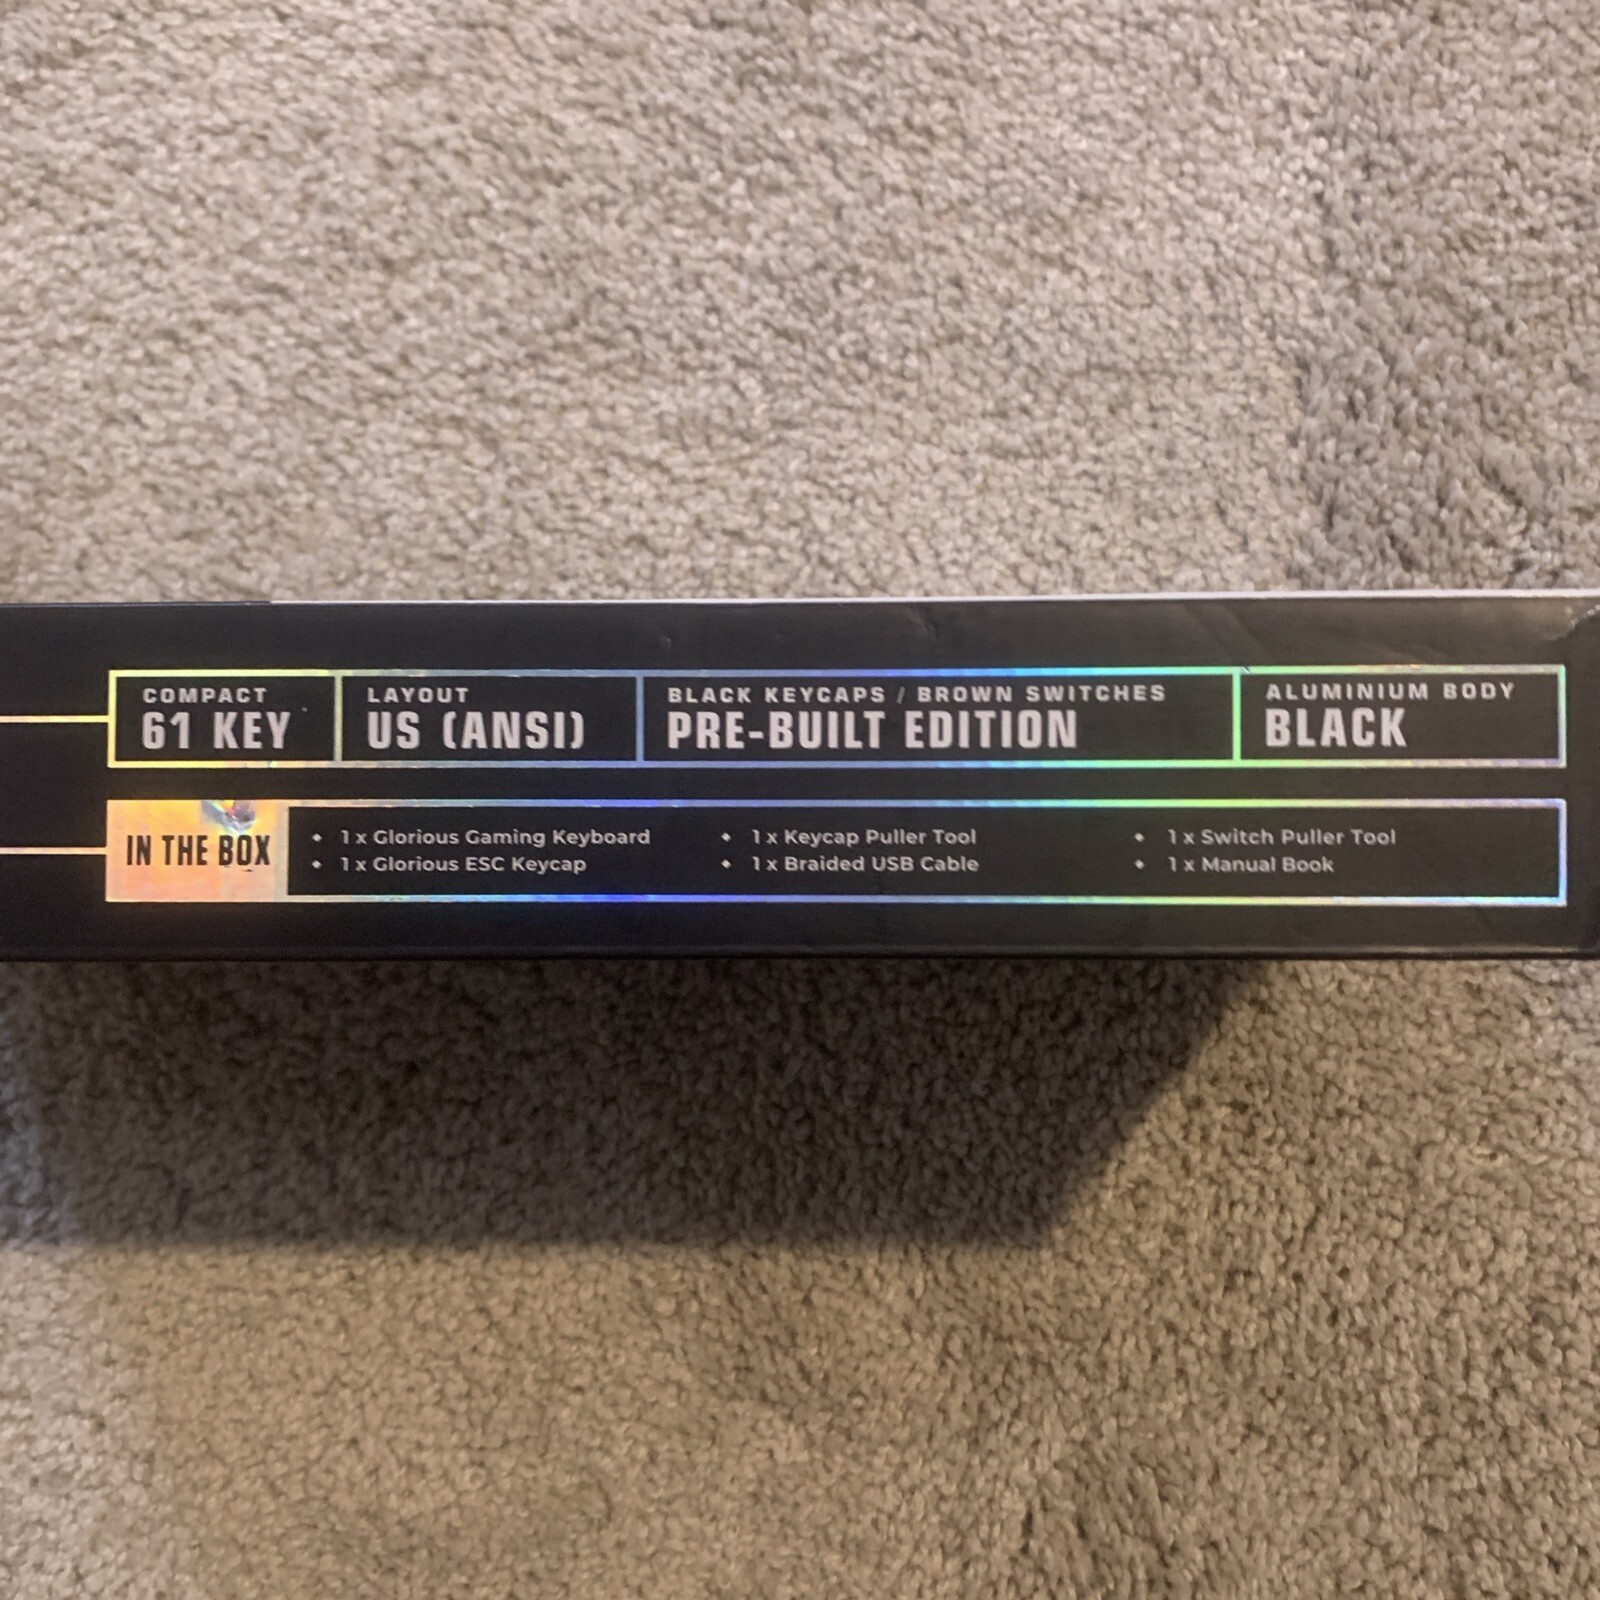 COMPACT
61 KEY
LAYOUT
US (ANSI)
BLACK KEYCAPS / BROWN SWITCHES
PRE-BUILT EDITION
ALUMINIUM BODY
BLACK
IN THE BOX
• 1 x Glorious Gaming Keyboard
• 1 x Glorious ESC Keycap
• 1 x Keycap Puller Tool
• 1 x Braided USB Cable
• 1 x Switch Puller Tool
• 1 x Manual Book